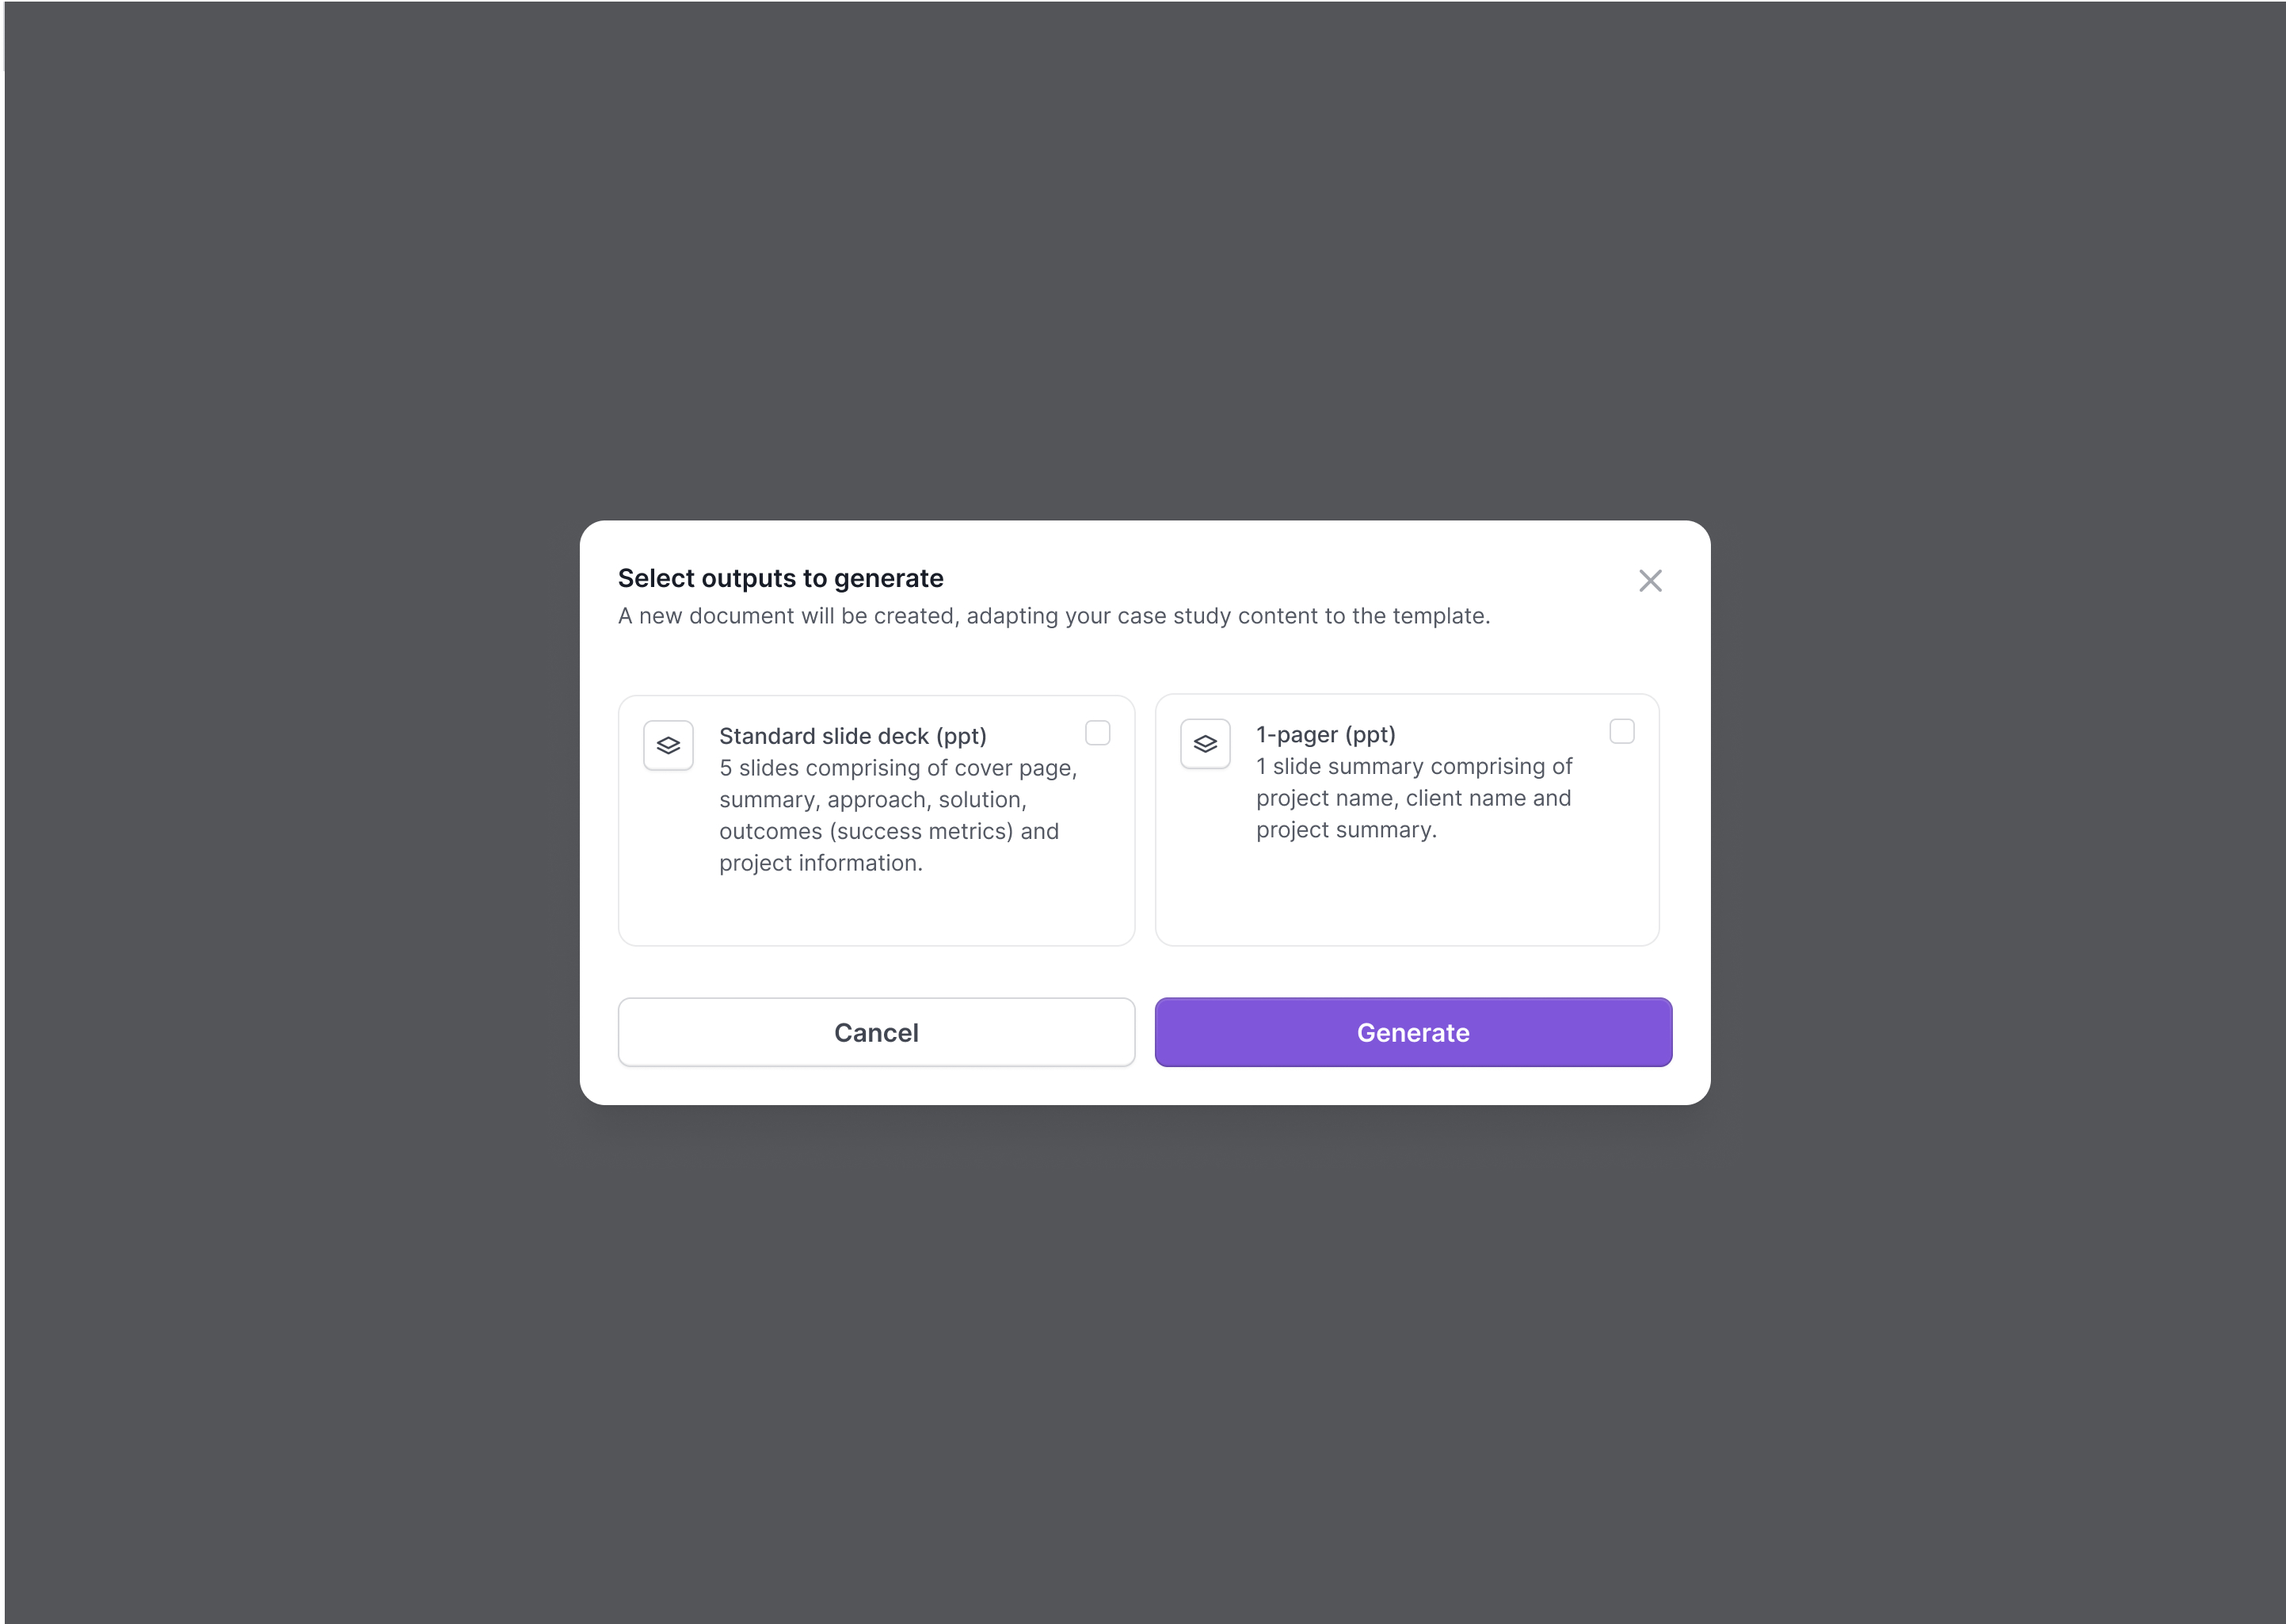 Select outputs to generate
A new document will be created, adapting your case study content to the template.
Standard slide deck (ppt)
5 slides comprising of cover page,
summary, approach, solution,
outcomes (success metrics) and
project information.
1-pager (ppt)
1 slide summary comprising of
project name, client name and
project summary.
Cancel
Generate